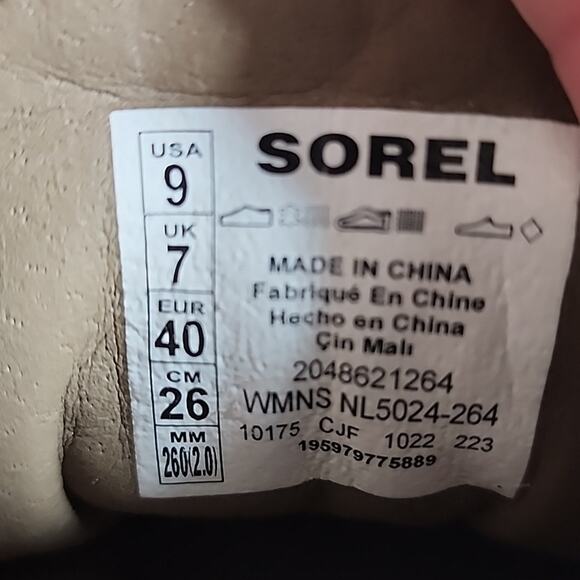 USA
9
UK
7
EUR
40
CM
26
MM
260(2.0)
SOREL
MADE IN CHINA
Fabriqué En Chine
Hecho en China
Çin Malı
2048621264
WMNS NL5024-264
10175 CJF 1022 223
195979775889